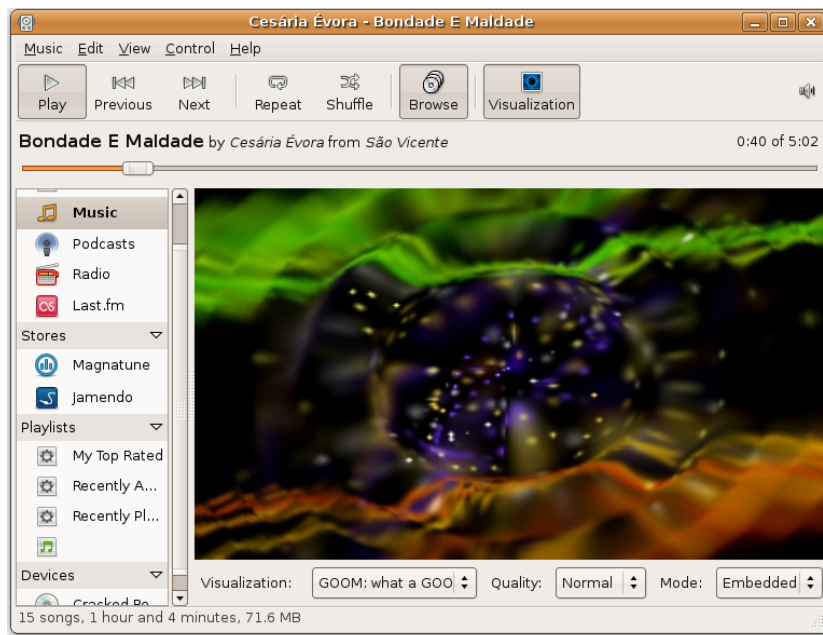 Cesária Évora - Bondade E Maldade
Music Edit View Control Help
Play Previous Next Repeat Shuffle Browse Visualization
Bondade E Maldade by Cesária Évora from São Vicente 0:40 of 5:02
Music
Podcasts
Radio
Last.fm
Stores
Magnatune
Jamendo
Playlists
My Top Rated
Recently A...
Recently Pl...
Devices
Cracked
Visualization: GOOM: what a GOO Quality: Normal Mode: Embedded
15 songs, 1 hour and 4 minutes, 71.6 MB